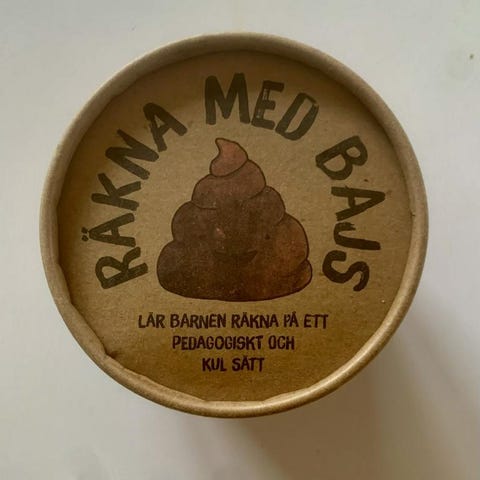 RÄKNA MED BAJS
LÄR BARNEN RÄKNA PÅ ETT
PEDAGOGISKT OCH
KUL SÄTT